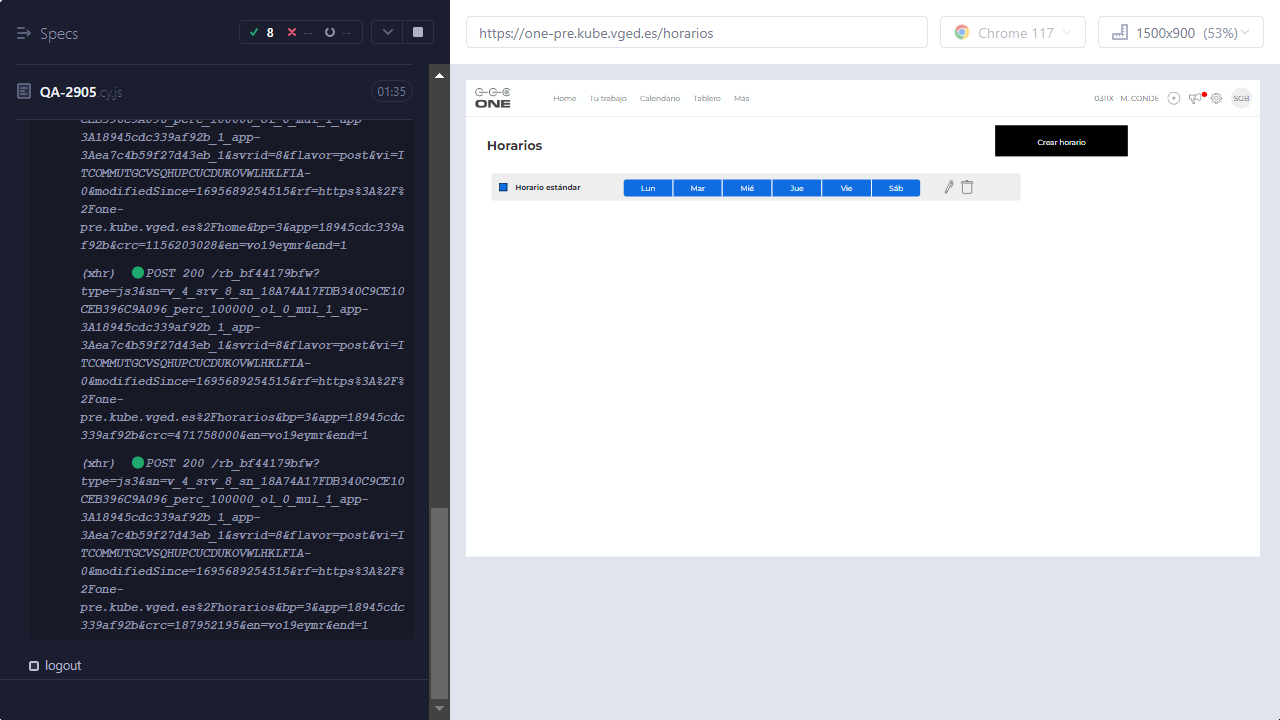 Specs
8
--
--
QA-2905.cy.js
01:35
CEB396C9A096_perc_100000_ol_0_mul_1_app-
3A18945cdc339af92b_1_app-
3Aea7c4b59f27d43eb_1&svrid=8&flavor=post&vi=I
TCOMMUTGCVSQHUPCUCDUKOVWLHKLFIA-
0&modifiedSince=1695689254515&rf=https%3A%2F%
2Fone-
pre.kube.vged.es%2Fhome&bp=3&app=18945cdc339a
f92b&crc=1156203028&en=vo19eymr&end=1
(xhr) POST 200 /rb_bf44179bfw?
type=js3&sn=v_4_srv_8_sn_18A74A17FDB340C9CE10
CEB396C9A096_perc_100000_ol_0_mul_1_app-
3A18945cdc339af92b_1_app-
3Aea7c4b59f27d43eb_1&svrid=8&flavor=post&vi=I
TCOMMUTGCVSQHUPCUCDUKOVWLHKLFIA-
0&modifiedSince=1695689254515&rf=https%3A%2F%
2Fone-
pre.kube.vged.es%2Fhorarios&bp=3&app=18945cdc
339af92b&crc=471758000&en=vo19eymr&end=1
(xhr) POST 200 /rb_bf44179bfw?
type=js3&sn=v_4_srv_8_sn_18A74A17FDB340C9CE10
CEB396C9A096_perc_100000_ol_0_mul_1_app-
3A18945cdc339af92b_1_app-
3Aea7c4b59f27d43eb_1&svrid=8&flavor=post&vi=I
TCOMMUTGCVSQHUPCUCDUKOVWLHKLFIA-
0&modifiedSince=1695689254515&rf=https%3A%2F%
2Fone-
pre.kube.vged.es%2Fhorarios&bp=3&app=18945cdc
339af92b&crc=187952195&en=vo19eymr&end=1
logout
https://one-pre.kube.vged.es/horarios
Chrome 117
1500x900 (53%)
ONE
Home Tu trabajo Calendario Tablero Más
0311X M. CONDE SGB
Horarios
Crear horario
Horario estándar Lun Mar Mié Jue Vie Sáb